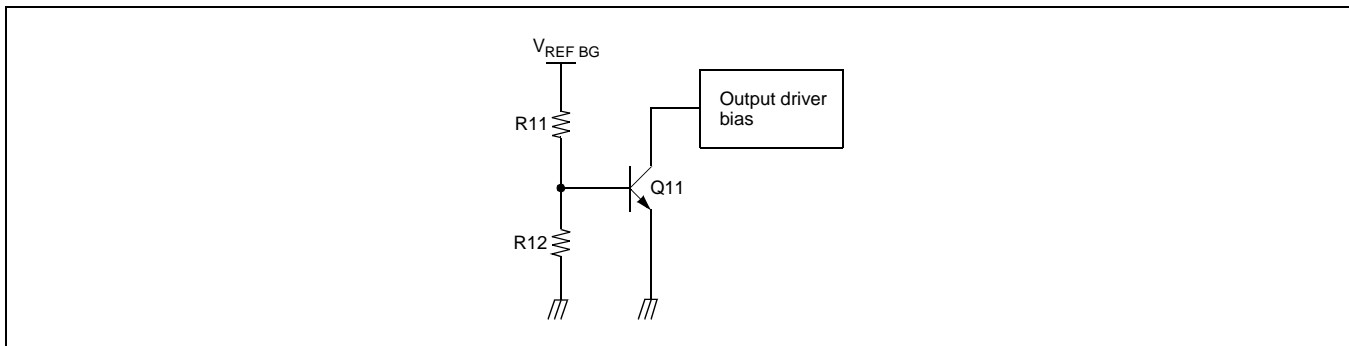 VREF BG
R11
Output driver
bias
Q11
R12